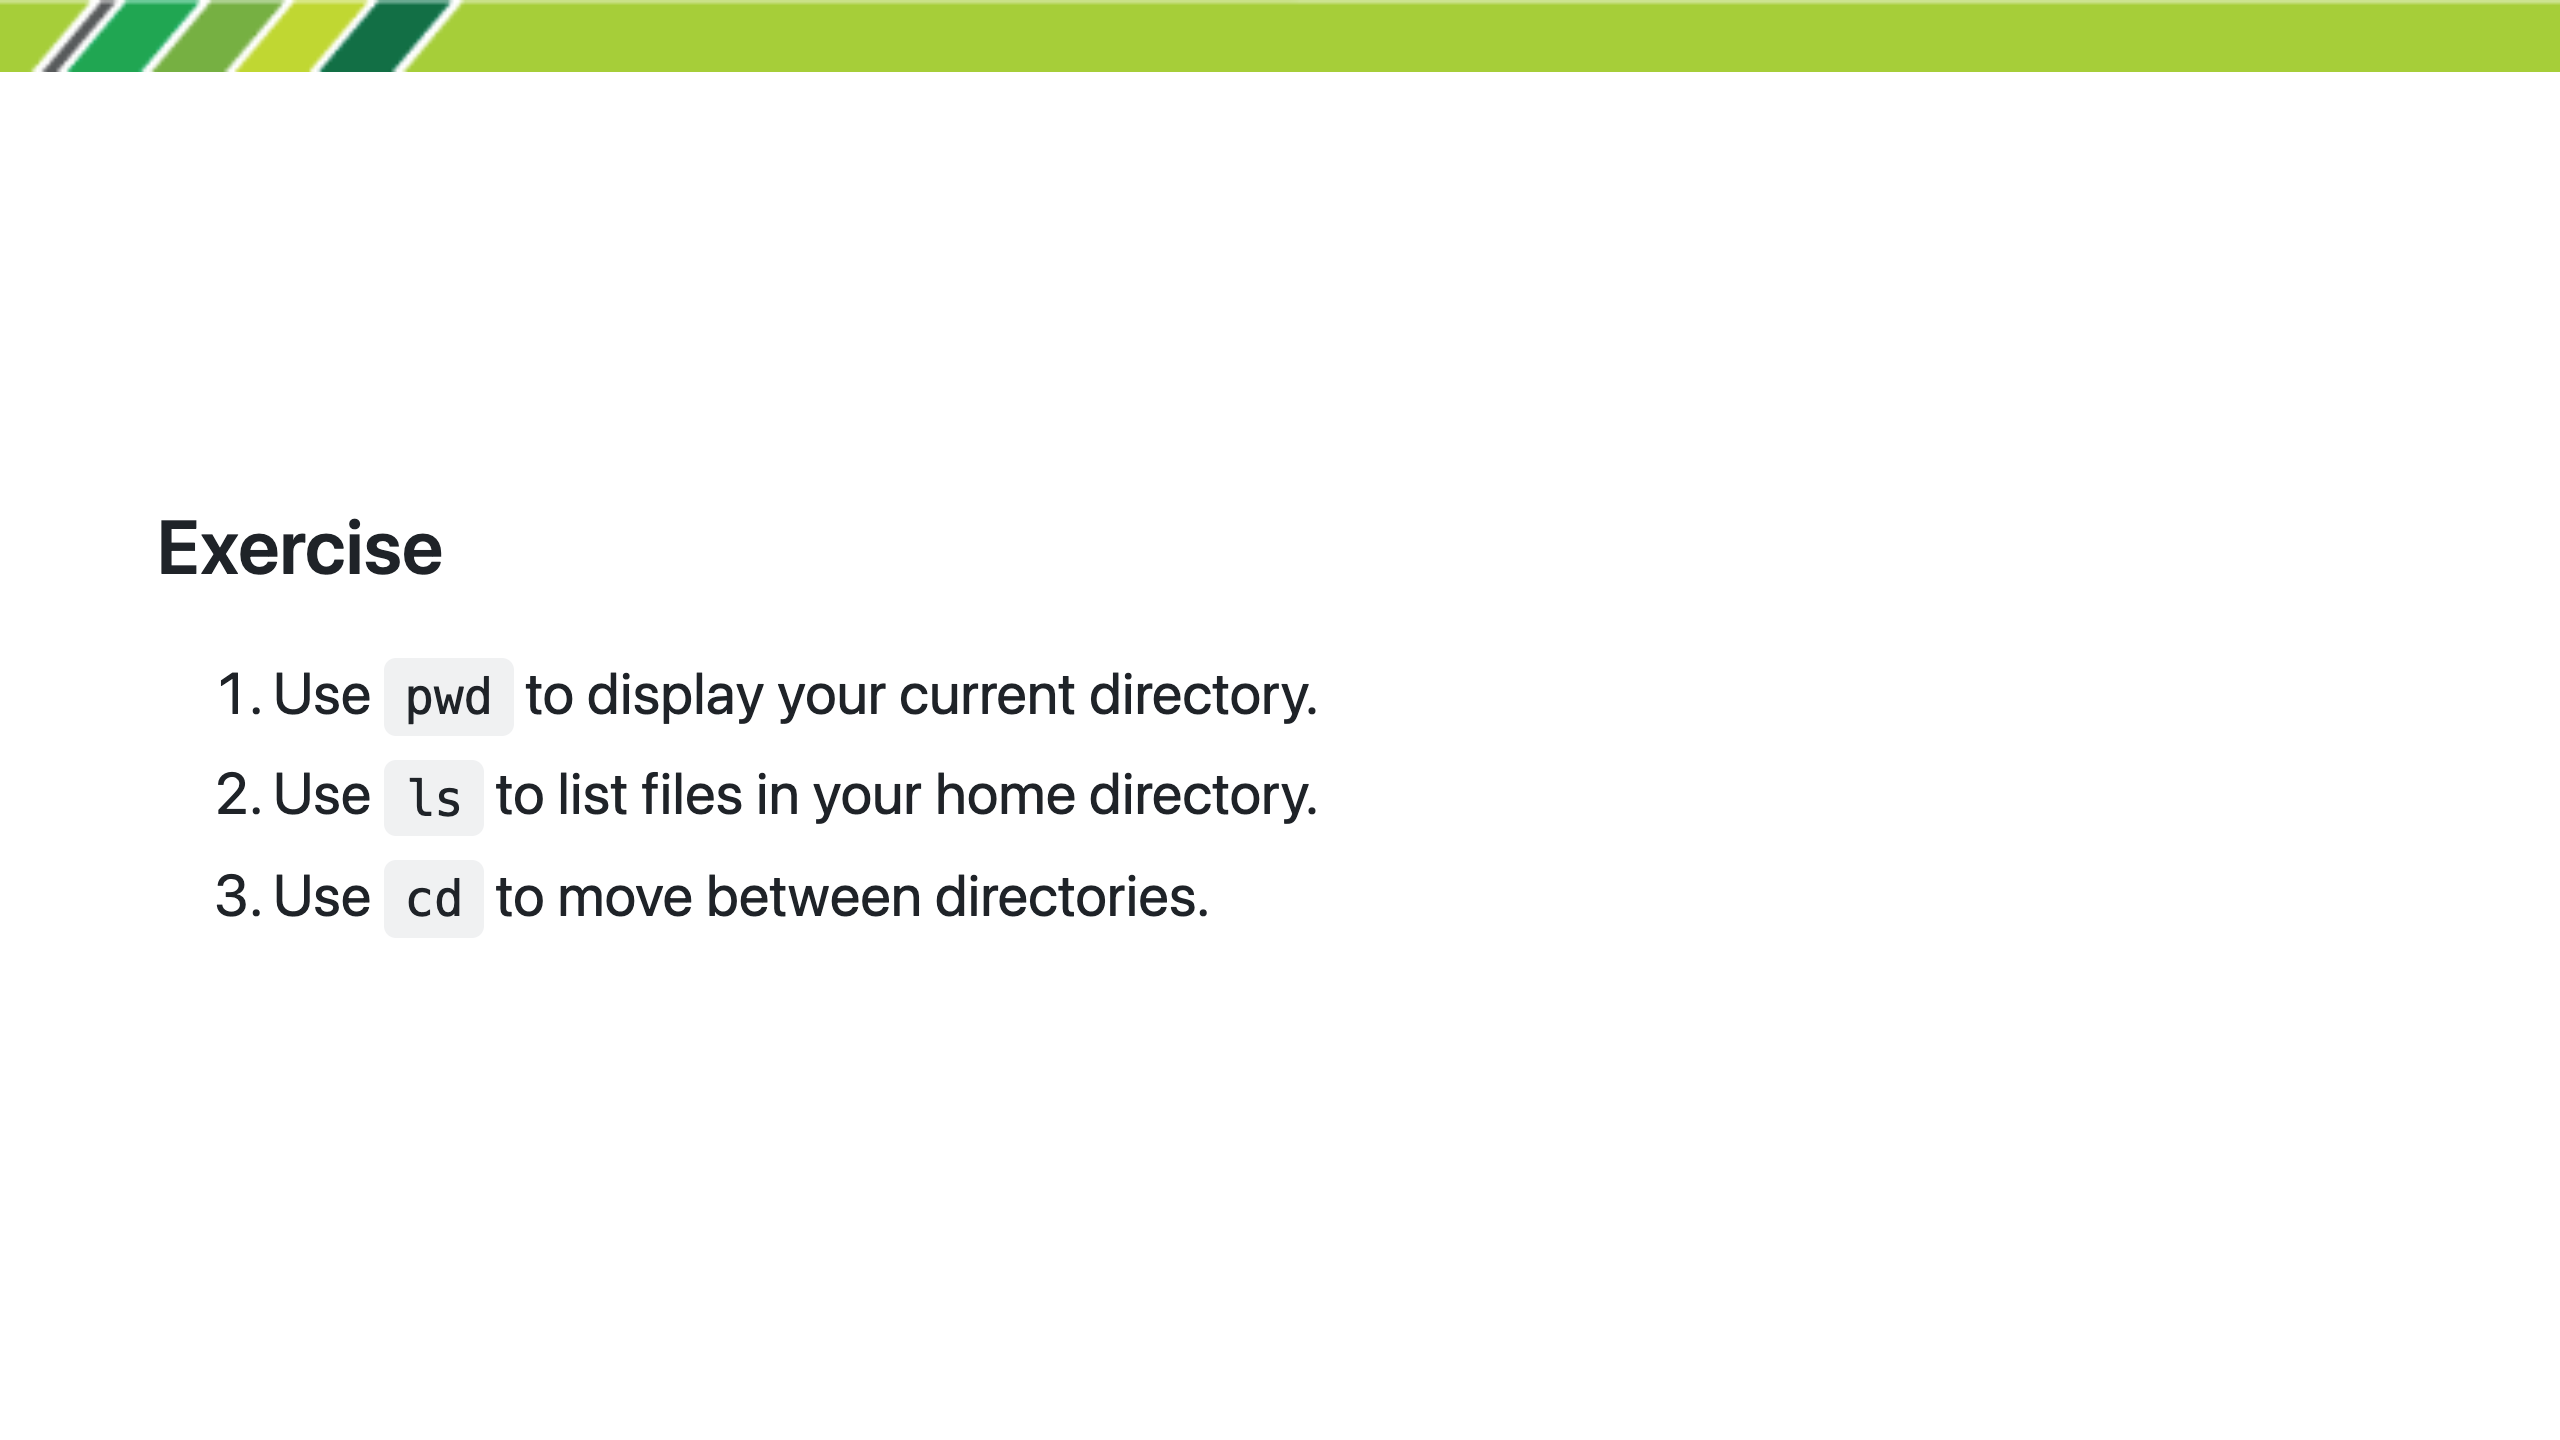 Exercise
1. Use pwd to display your current directory.
2. Use ls to list files in your home directory.
3. Use cd to move between directories.